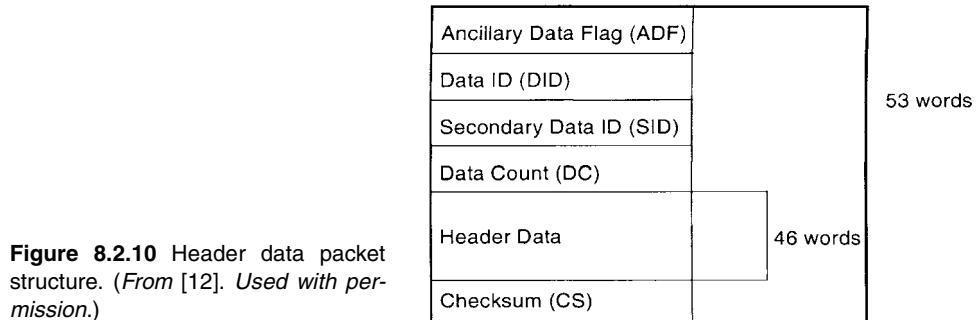 Ancillary Data Flag (ADF)
Data ID (DID)
53 words
Secondary Data ID (SID)
Data Count (DC)
Header Data
46 words
Checksum (CS)
Figure 8.2.10 Header data packet
structure. (From [12]. Used with per-
mission.)